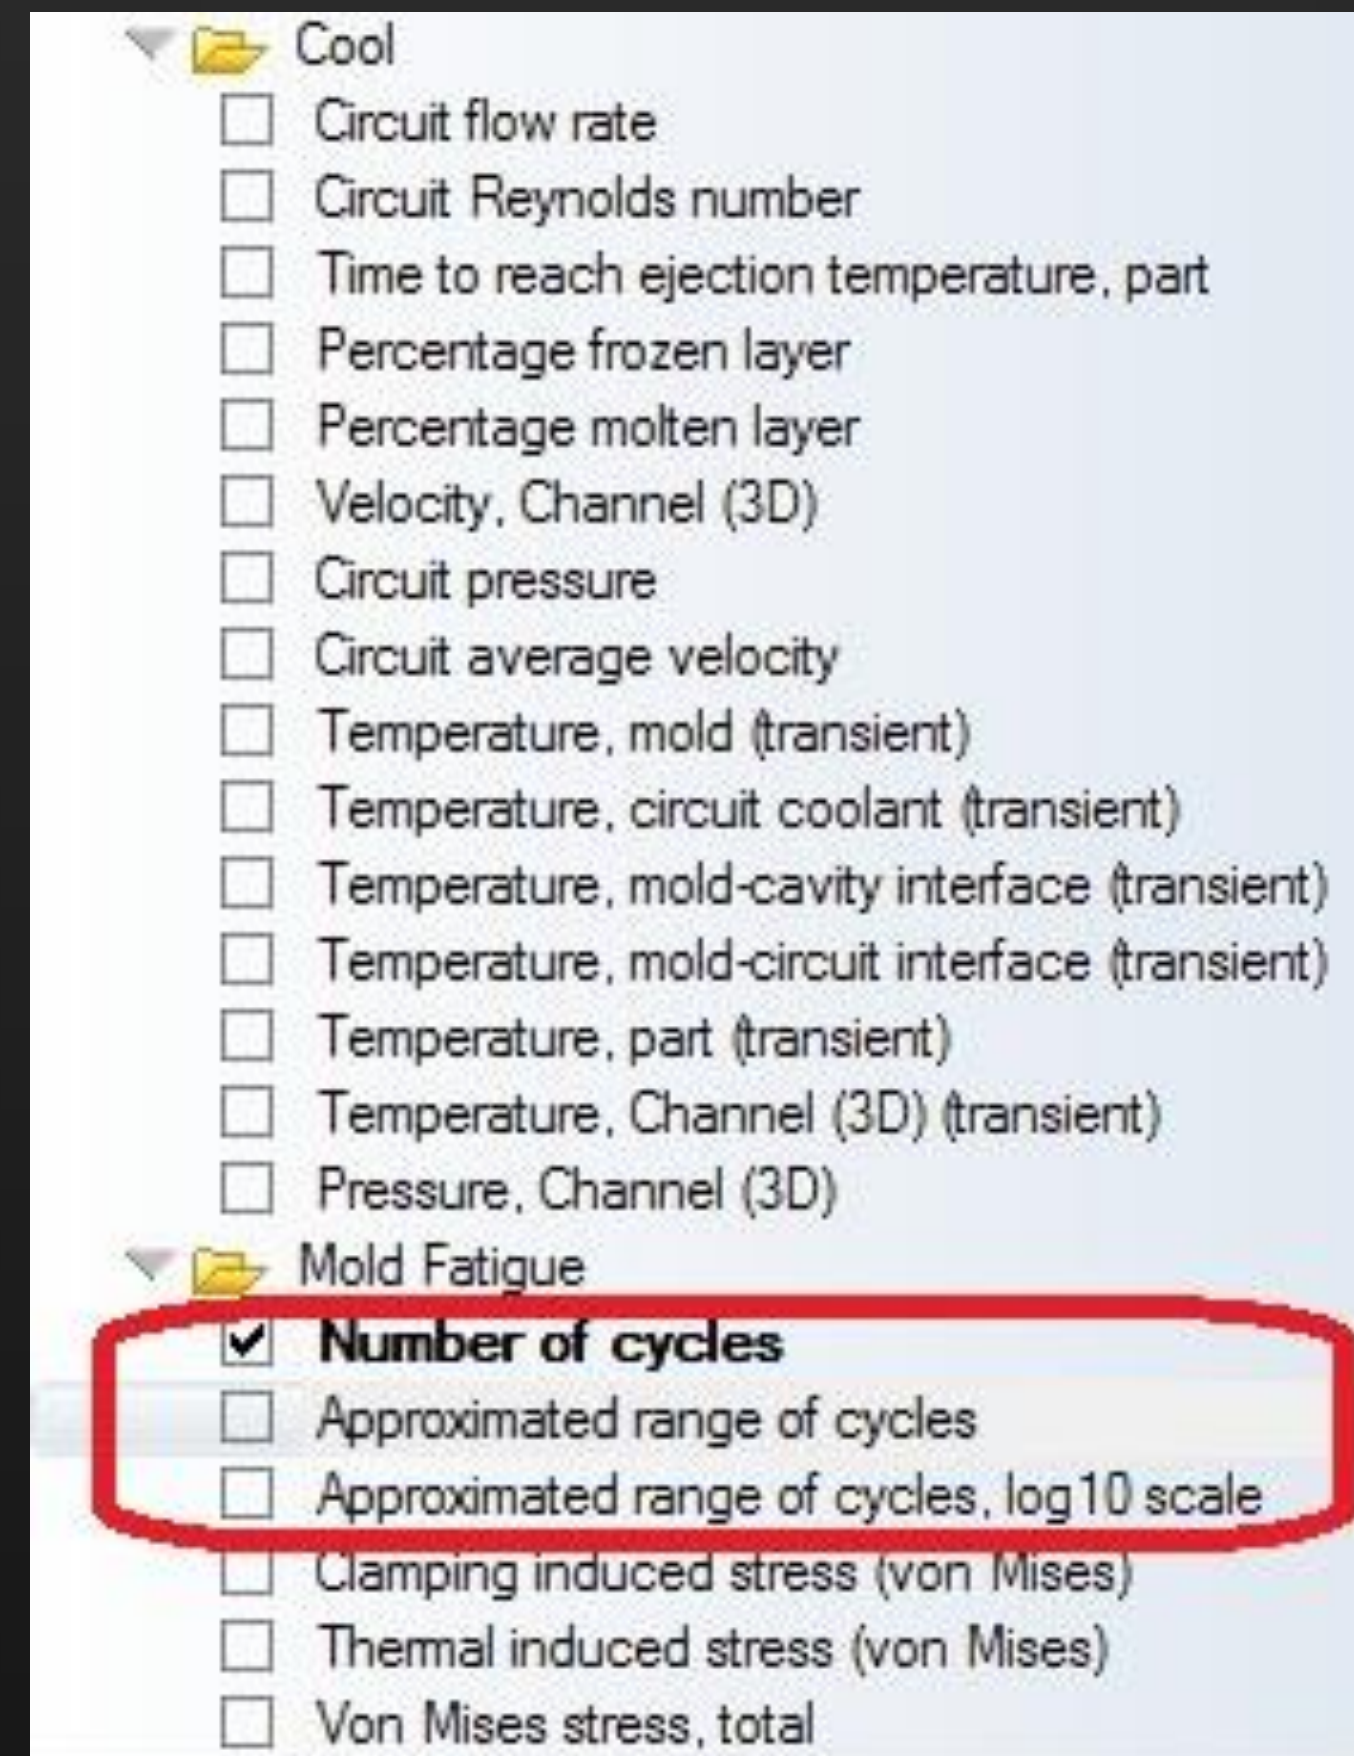 Cool
Circuit flow rate
Circuit Reynolds number
Time to reach ejection temperature, part
Percentage frozen layer
Percentage molten layer
Velocity, Channel (3D)
Circuit pressure
Circuit average velocity
Temperature, mold (transient)
Temperature, circuit coolant (transient)
Temperature, mold-cavity interface (transient)
Temperature, mold-circuit interface (transient)
Temperature, part (transient)
Temperature, Channel (3D) (transient)
Pressure, Channel (3D)
Mold Fatigue
Number of cycles
Approximated range of cycles
Approximated range of cycles, log10 scale
Clamping induced stress (von Mises)
Thermal induced stress (von Mises)
Von Mises stress, total